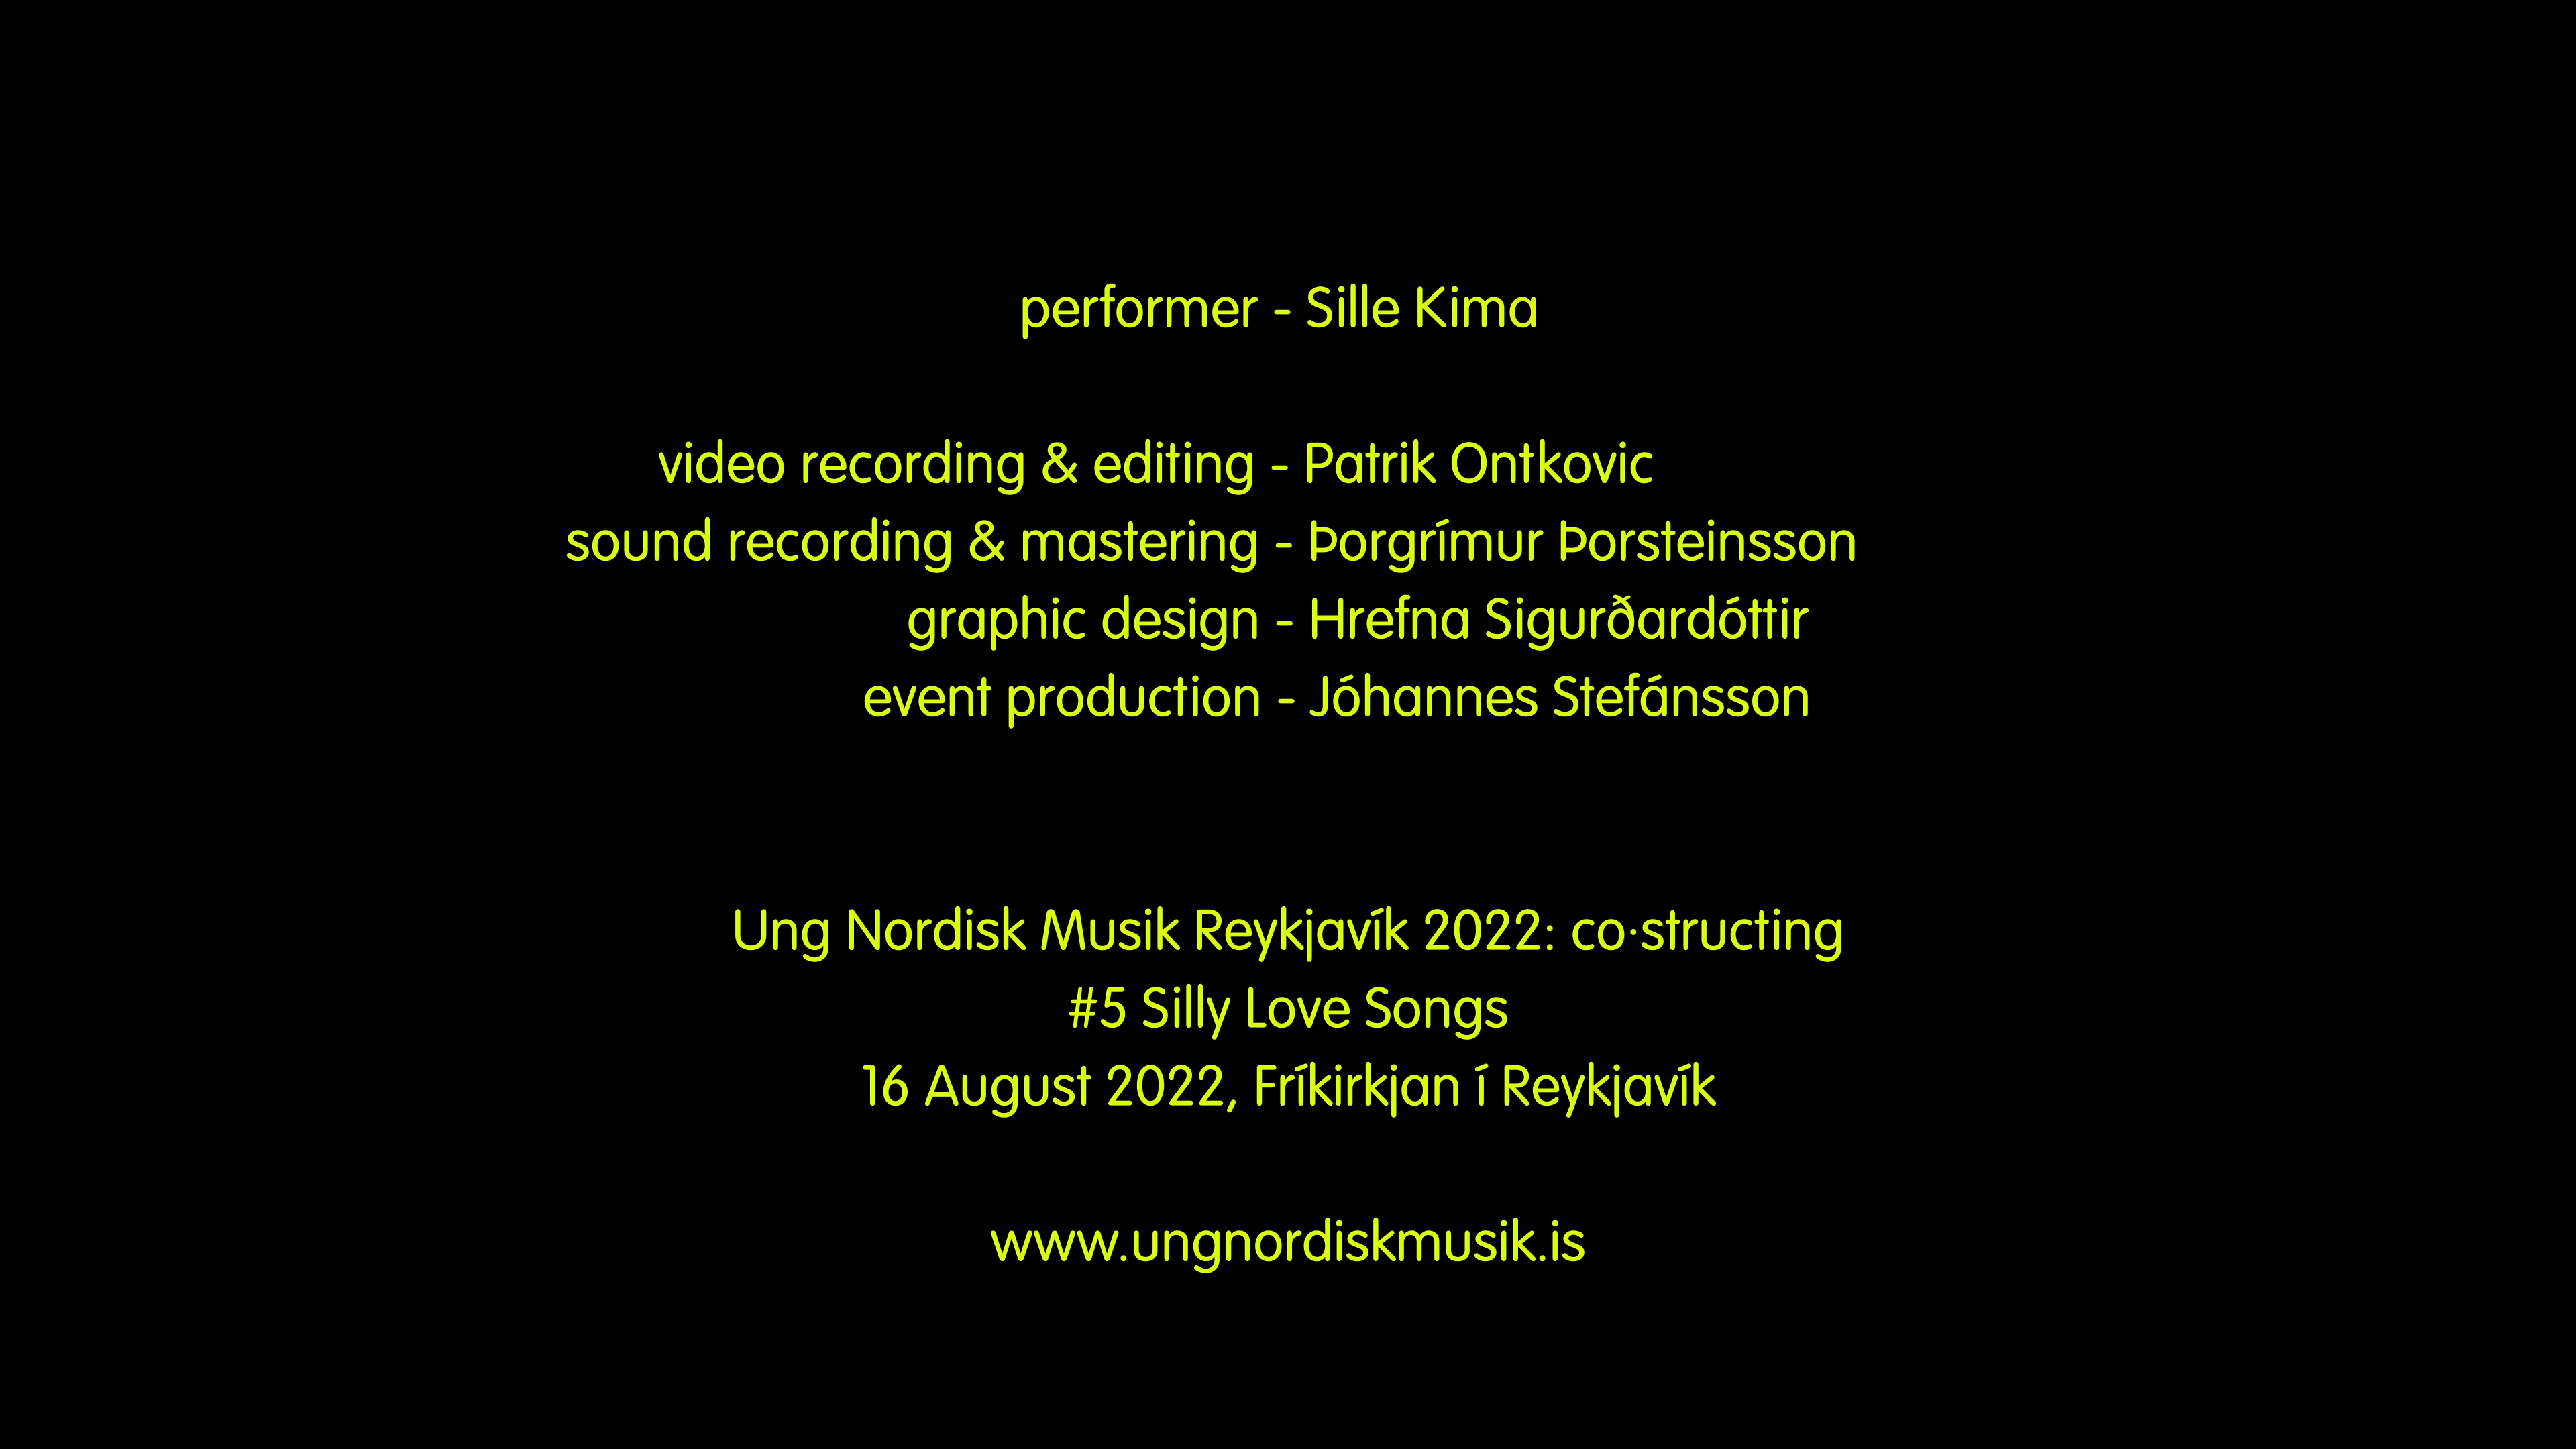 performer - Sille Kima
video recording & editing - Patrik Ontkovic
sound recording & mastering - Þorgrímur Þorsteinsson
graphic design - Hrefna Sigurðardóttir
event production - Jóhannes Stefánsson
Ung Nordisk Musik Reykjavík 2022: co·structing
#5 Silly Love Songs
16 August 2022, Fríkirkjan í Reykjavík
www.ungnordiskmusik.is